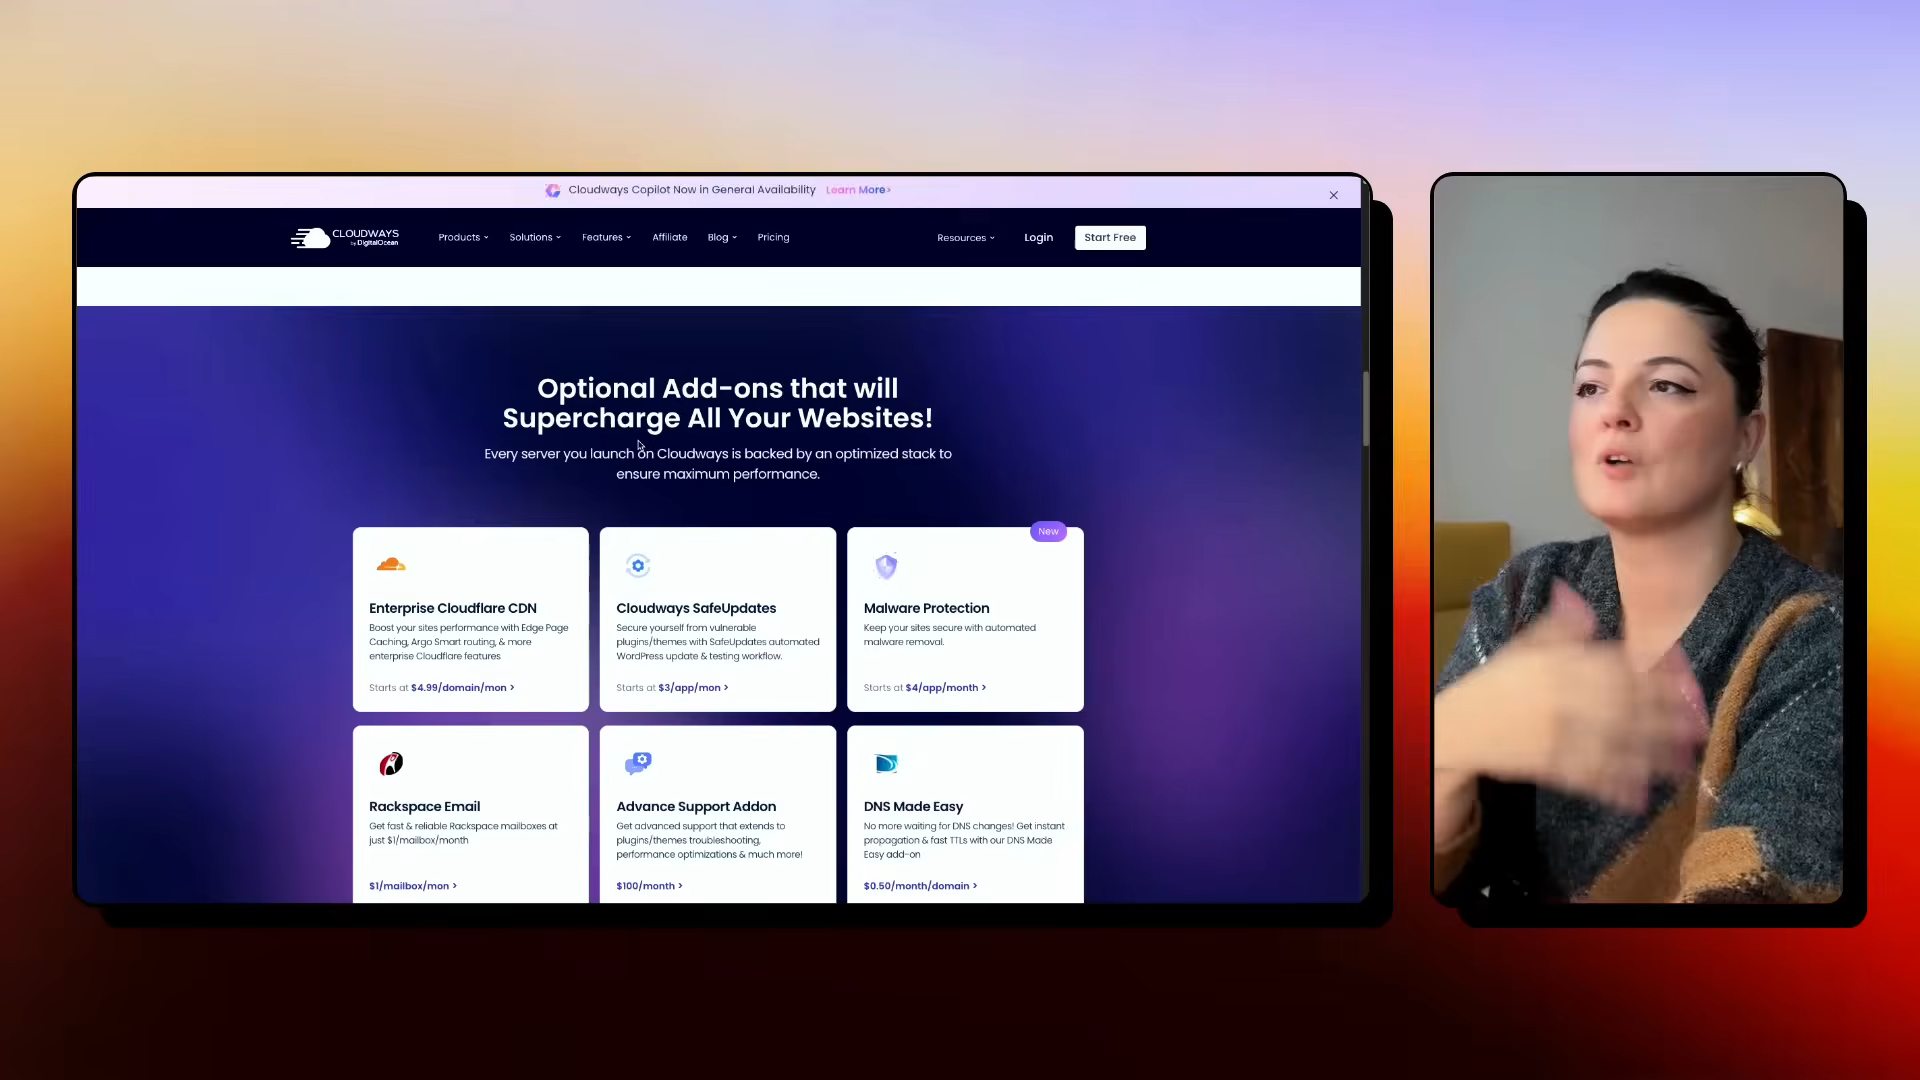 Cloudways Copilot Now in General Availability Learn More>
CLOUDWAYS
by DigitalOcean
Products
Solutions
Features
Affiliate
Blog
Pricing
Resources
Login
Start Free
Optional Add-ons that will
Supercharge All Your Websites!
Every server you launch on Cloudways is backed by an optimized stack to
ensure maximum performance.
Enterprise Cloudflare CDN
Boost your sites performance with Edge Page
Caching, Argo Smart routing, & more
enterprise Cloudflare features
Starts at $4.99/domain/mon >
Cloudways SafeUpdates
Secure yourself from vulnerable
plugins/themes with SafeUpdates automated
WordPress update & testing workflow.
Starts at $3/app/mon >
New
Malware Protection
Keep your sites secure with automated
malware removal.
Starts at $4/app/month >
Rackspace Email
Get fast & reliable Rackspace mailboxes at
just $1/mailbox/month
$1/mailbox/mon >
Advance Support Addon
Get advanced support that extends to
plugins/themes troubleshooting,
performance optimizations & much more!
$100/month >
DNS Made Easy
No more waiting for DNS changes! Get instant
propagation & fast TTLs with our DNS Made
Easy add-on
$0.50/month/domain >